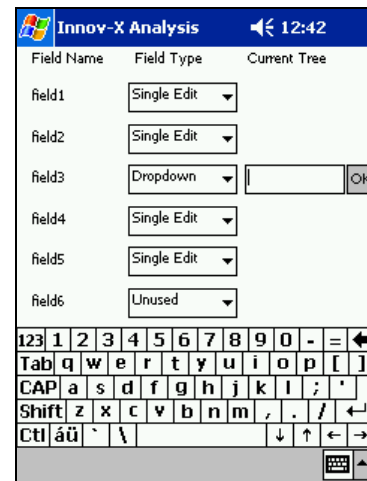 Innov-X Analysis 12:42
Field Name Field Type Current Tree
field1 Single Edit
field2 Single Edit
field3 Dropdown OK
field4 Single Edit
field5 Single Edit
field6 Unused
123 1 2 3 4 5 6 7 8 9 0 - =
Tab q w e r t y u i o p [ ]
CAP a s d f g h j k l ; '
Shift z x c v b n m , . /
Ctl áü ` \ ↓ ↑ ← →